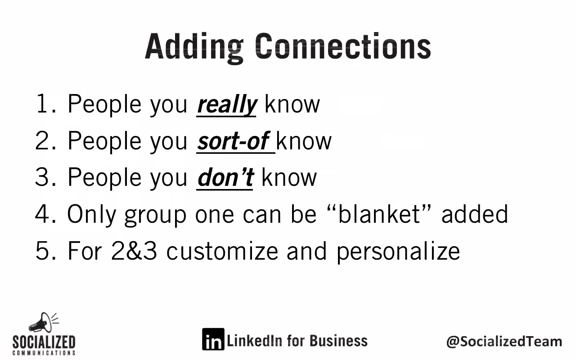 Adding Connections
1. People you really know
2. People you sort-of know
3. People you don't know
4. Only group one can be “blanket” added
5. For 2&3 customize and personalize
SOCIALIZED
COMMUNICATIONS
in LinkedIn for Business
@SocializedTeam